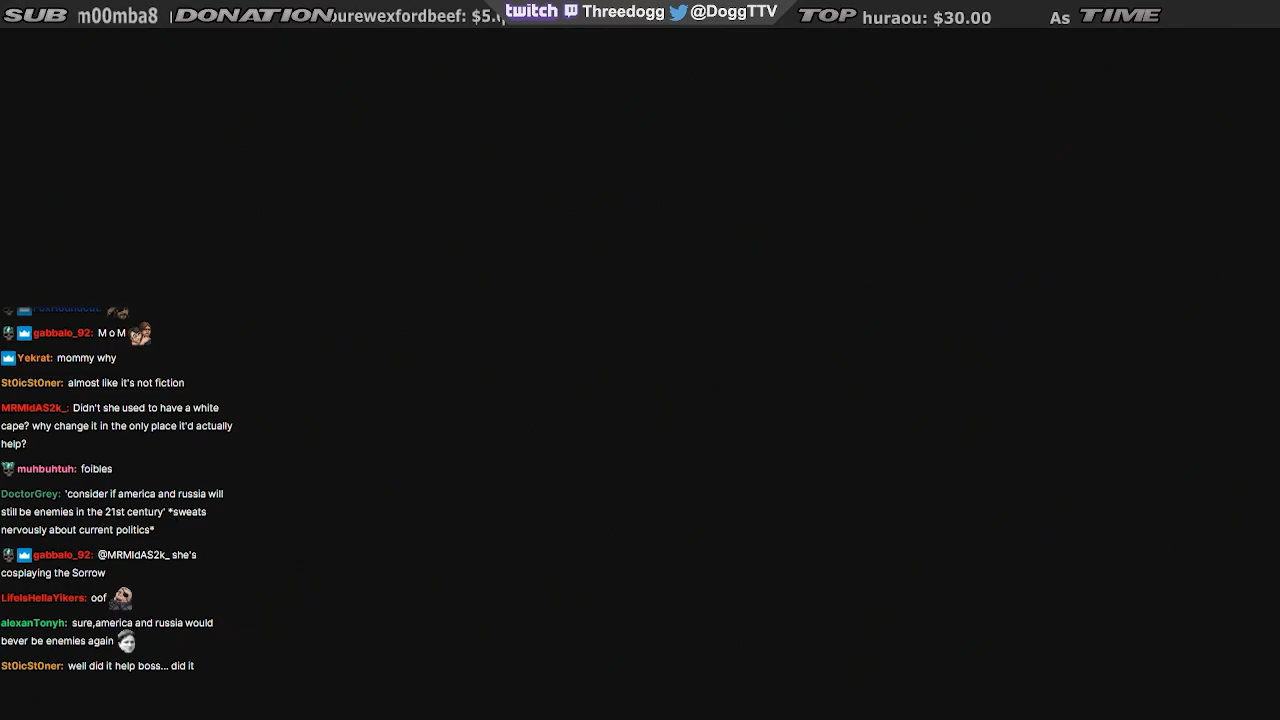 SUB m00mba8 DONATION urewexfordbeef: $5. twitch Threedogg @DoggTTV TOP huraou: $30.00 As TIME
FoxHoundCdt:
gabbalo_92: M o M
Yekrat: mommy why
St0icSt0ner: almost like it's not fiction
MRMIdAS2k_: Didn't she used to have a white
cape? why change it in the only place it'd actually
help?
muhbuhtuh: foibles
DoctorGrey: 'consider if america and russia will
still be enemies in the 21st century' *sweats
nervously about current politics*
gabbalo_92: @MRMIdAS2k_ she's
cosplaying the Sorrow
LifeIsHellaYikers: oof
alexanTonyh: sure,america and russia would
bever be enemies again
St0icSt0ner: well did it help boss... did it